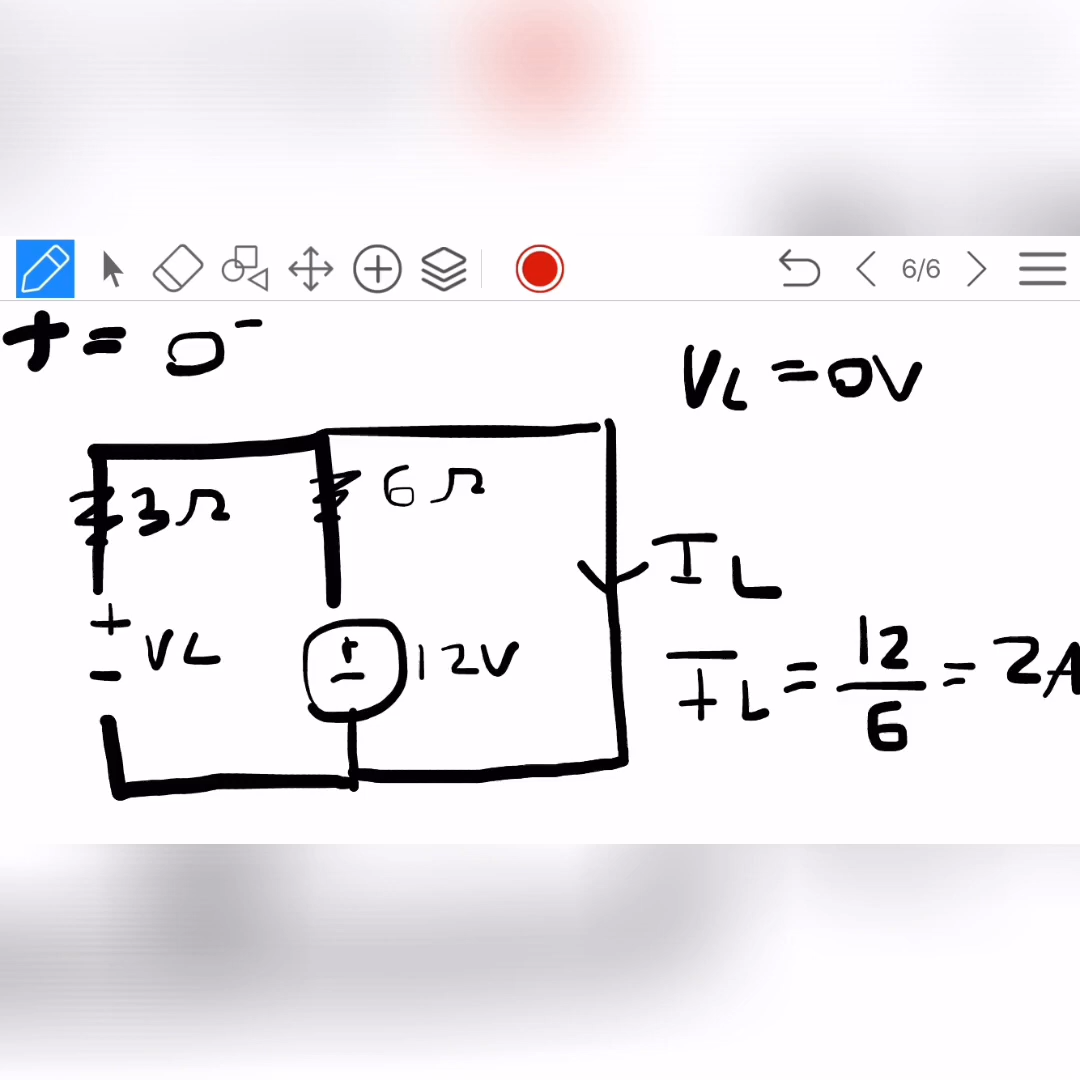 6/6
t = 0⁻
VL = 0V
3Ω
6Ω
IL
+
- VL
+
-
12V
IL = 12/6 = 2A